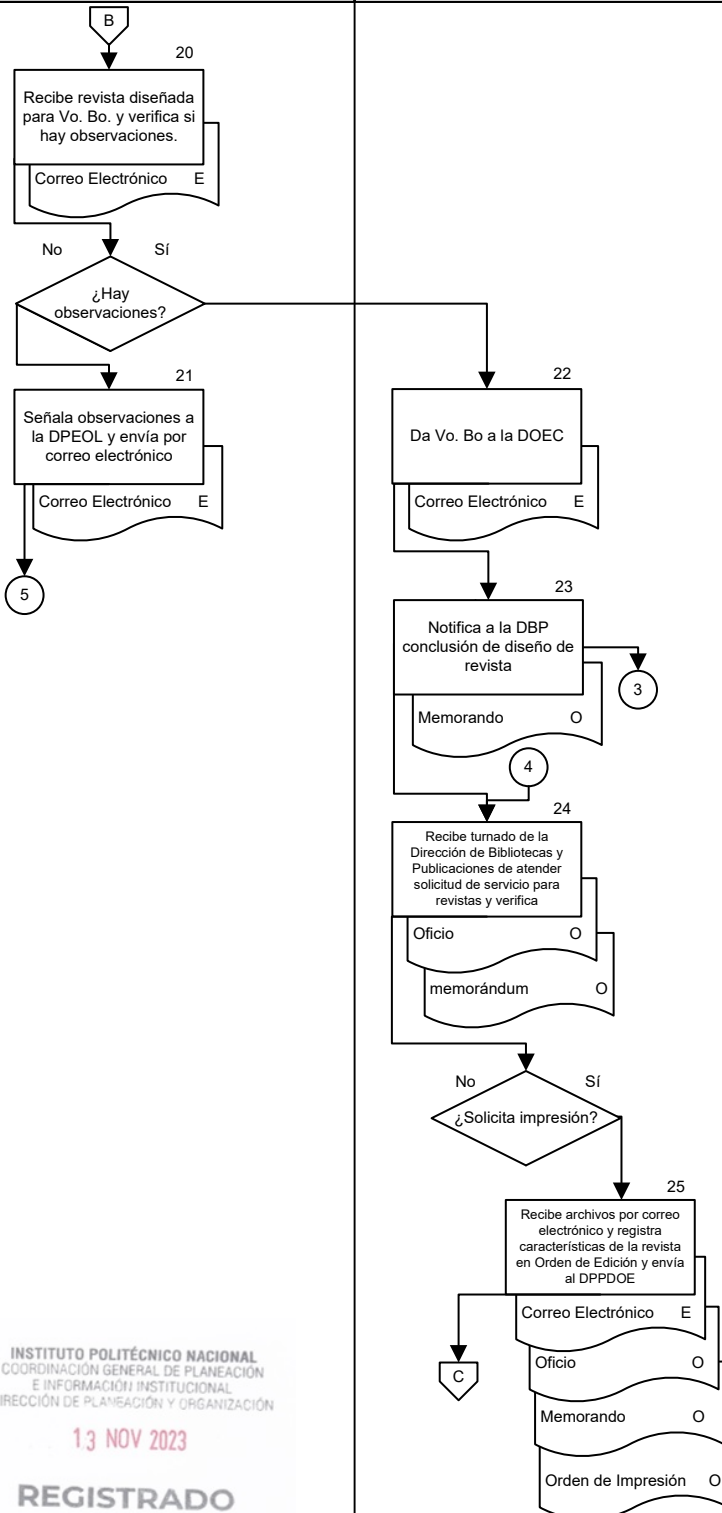 B
20
Recibe revista diseñada
para Vo. Bo. y verifica si
hay observaciones.
Correo Electrónico E
No Sí
¿Hay
observaciones?
21
Señala observaciones a
la DPEOL y envía por
correo electrónico
Correo Electrónico E
5
22
Da Vo. Bo a la DOEC
Correo Electrónico E
23
Notifica a la DBP
conclusión de diseño de
revista
3
Memorando O
4
24
Recibe turnado de la
Dirección de Bibliotecas y
Publicaciones de atender
solicitud de servicio para
revistas y verifica
Oficio O
memorándum O
No Sí
¿Solicita impresión?
25
Recibe archivos por correo
electrónico y registra
características de la revista
en Orden de Edición y envía
al DPPDOE
Correo Electrónico E
C
Oficio O
Memorando O
Orden de Impresión O
INSTITUTO POLITÉCNICO NACIONAL
COORDINACIÓN GENERAL DE PLANEACIÓN
E INFORMACIÓN INSTITUCIONAL
DIRECCIÓN DE PLANEACIÓN Y ORGANIZACIÓN
13 NOV 2023
REGISTRADO